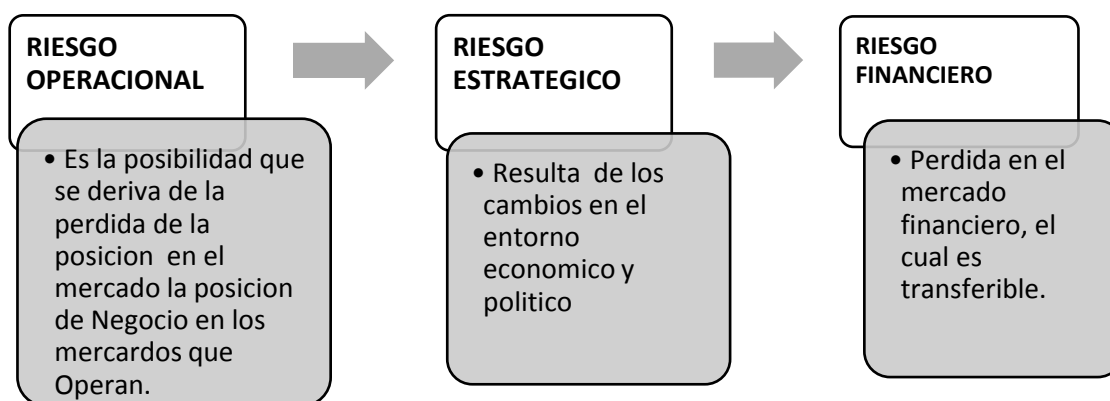 RIESGO
OPERACIONAL
• Es la posibilidad que
se deriva de la
perdida de la
posicion en el
mercado la posicion
de Negocio en los
mercardos que
Operan.
RIESGO
ESTRATEGICO
• Resulta de los
cambios en el
entorno
economico y
politico
RIESGO
FINANCIERO
• Perdida en el
mercado
financiero, el
cual es
transferible.